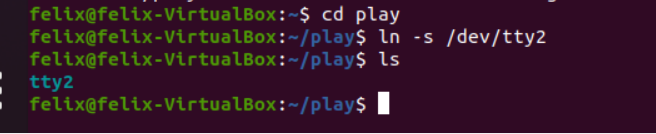 felix@felix-VirtualBox:~$ cd play
felix@felix-VirtualBox:~/play$ ln -s /dev/tty2
felix@felix-VirtualBox:~/play$ ls
tty2
felix@felix-VirtualBox:~/play$